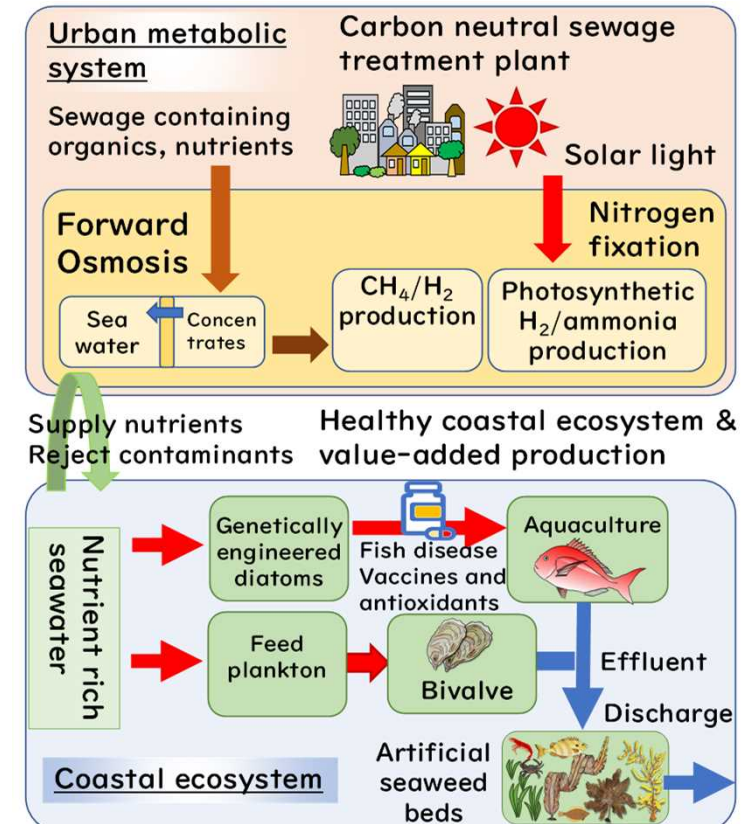 Urban metabolic
system
Carbon neutral sewage
treatment plant
Sewage containing
organics, nutrients
Solar light
Forward
Osmosis
Nitrogen
fixation
Sea
water
Concen
trates
CH₄/H₂
production
Photosynthetic
H₂/ammonia
production
Supply nutrients
Reject contaminants
Healthy coastal ecosystem &
value-added production
Nutrient rich
seawater
Genetically
engineered
diatoms
Fish disease
Vaccines and
antioxidants
Aquaculture
Feed
plankton
Bivalve
Effluent
Discharge
Artificial
seaweed
beds
Coastal ecosystem